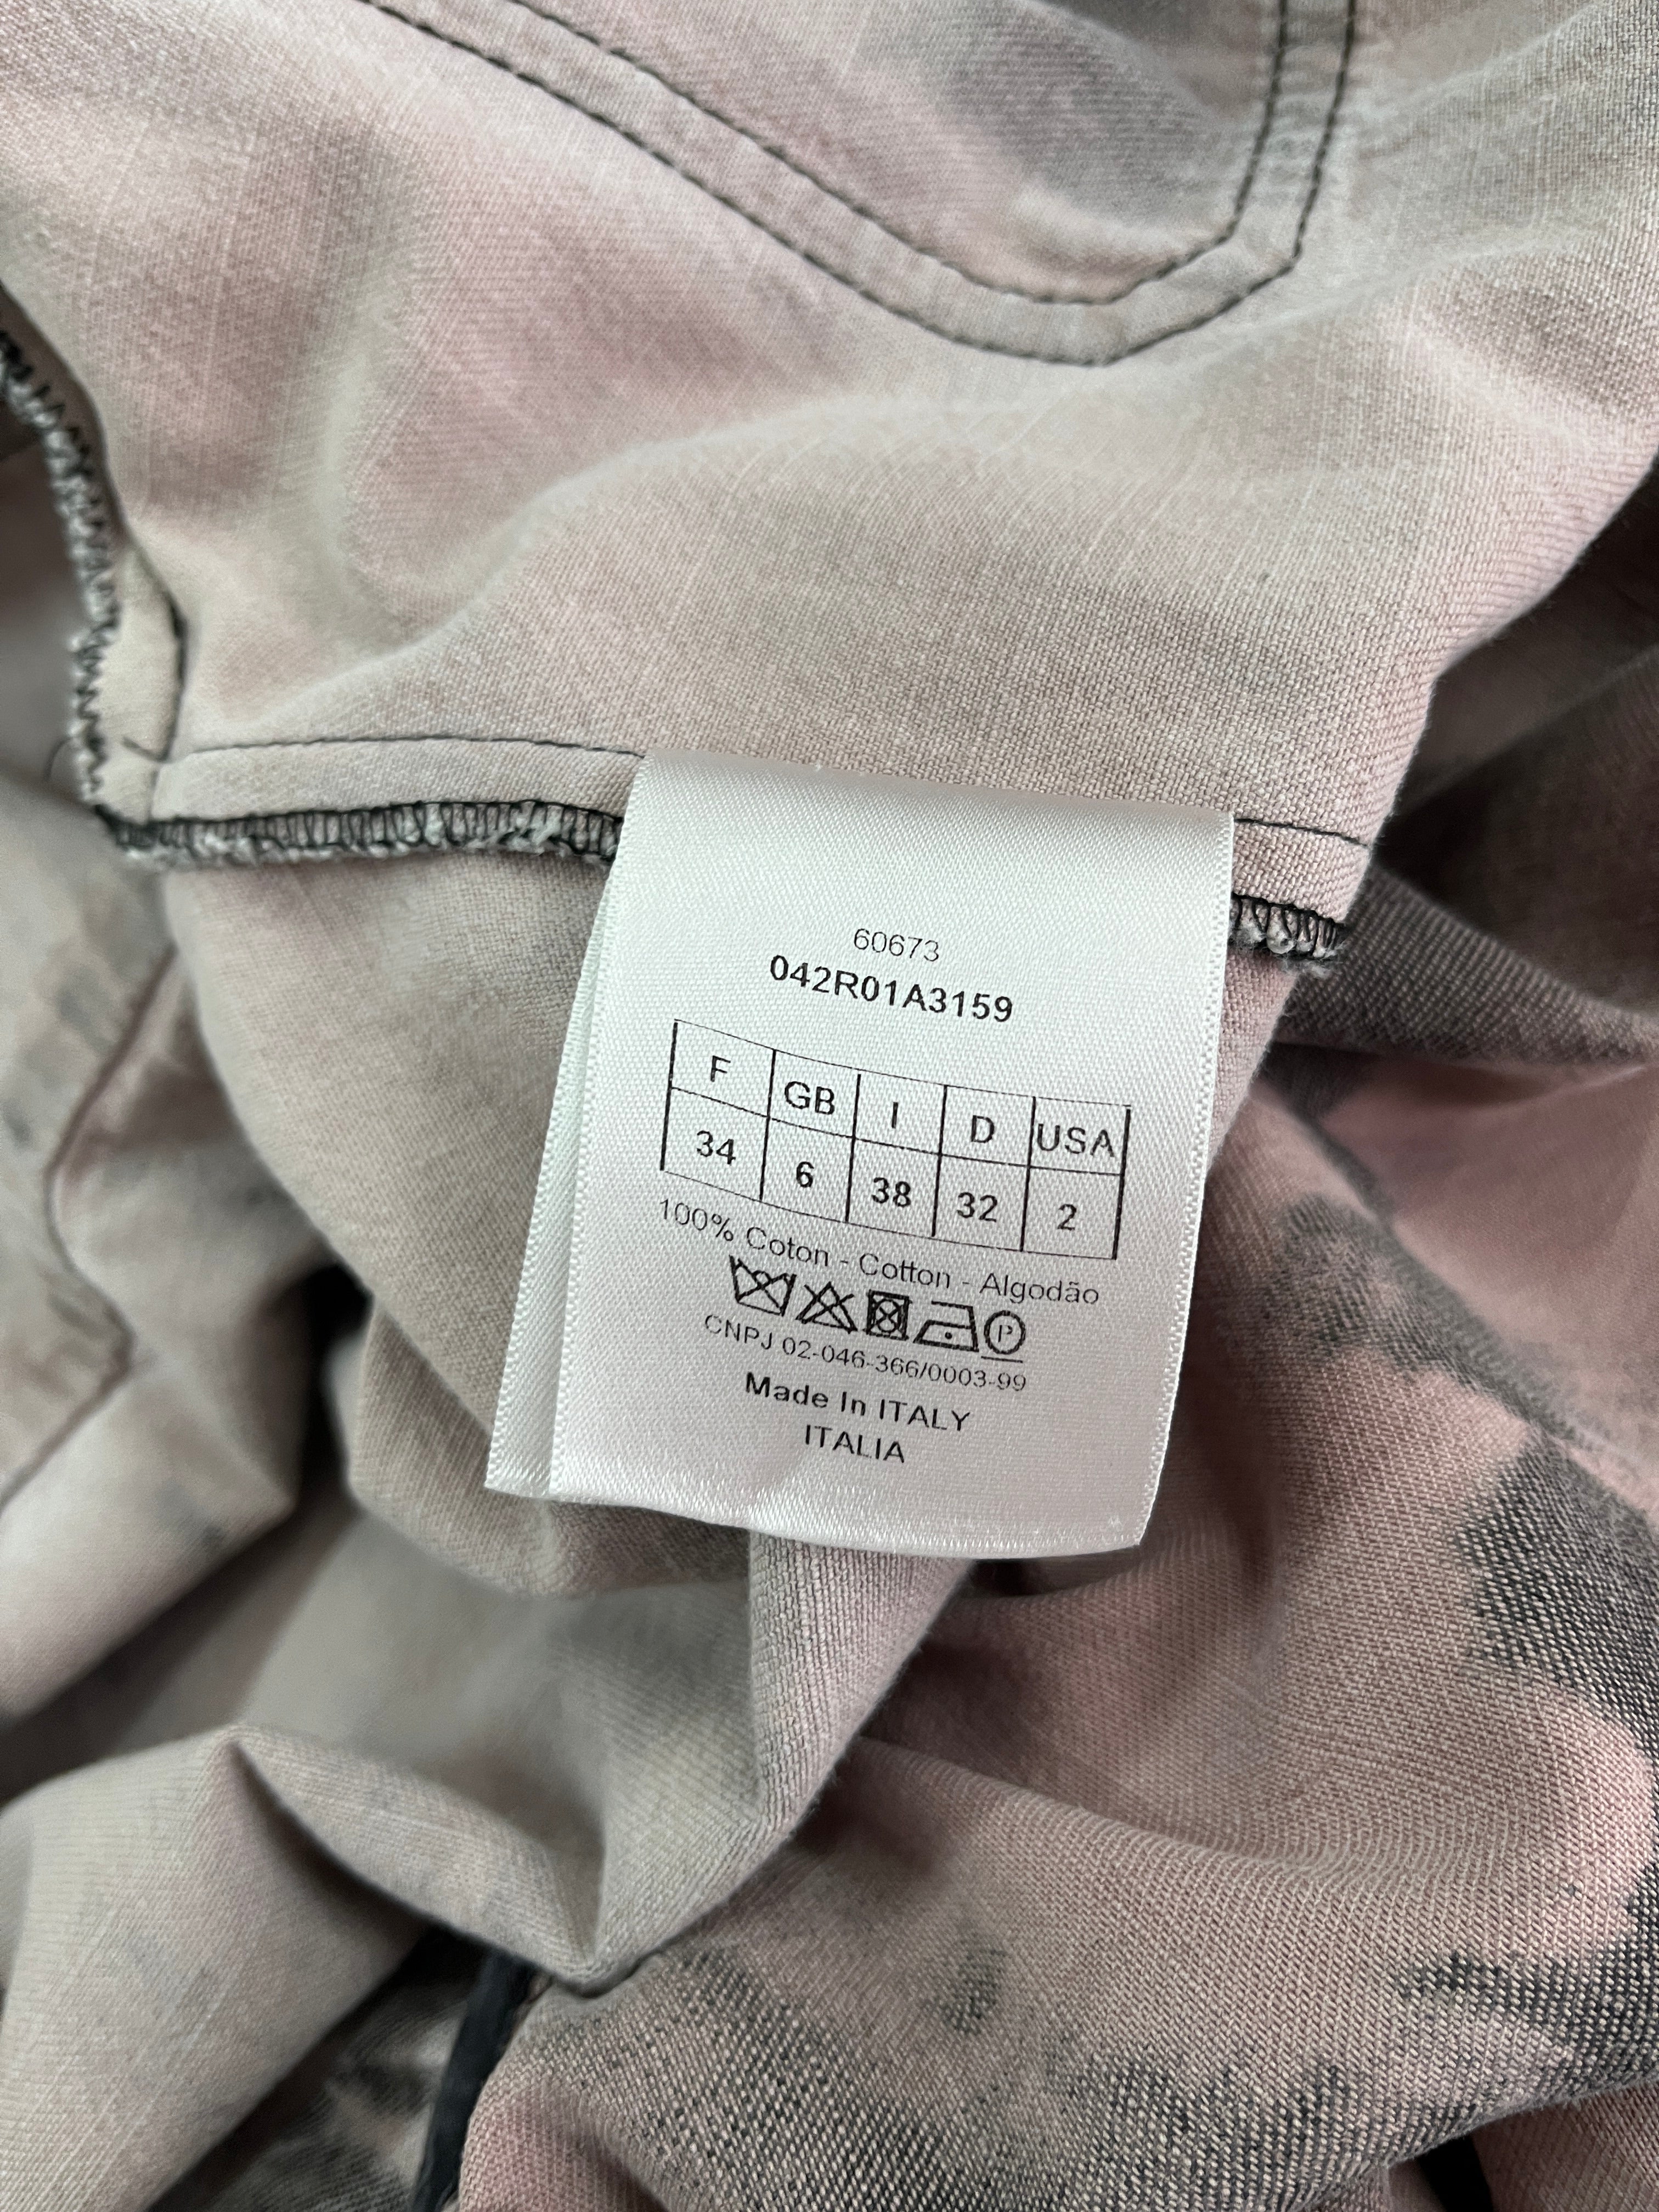 60673
042R01A3159
F GB I D USA
34 6 38 32 2
100% Coton - Cotton - Algodão
P
CNPJ 02-046-366/0003-99
Made In ITALY
ITALIA